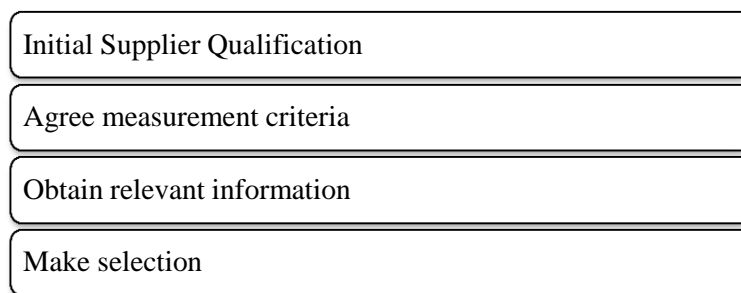 Initial Supplier Qualification
Agree measurement criteria
Obtain relevant information
Make selection